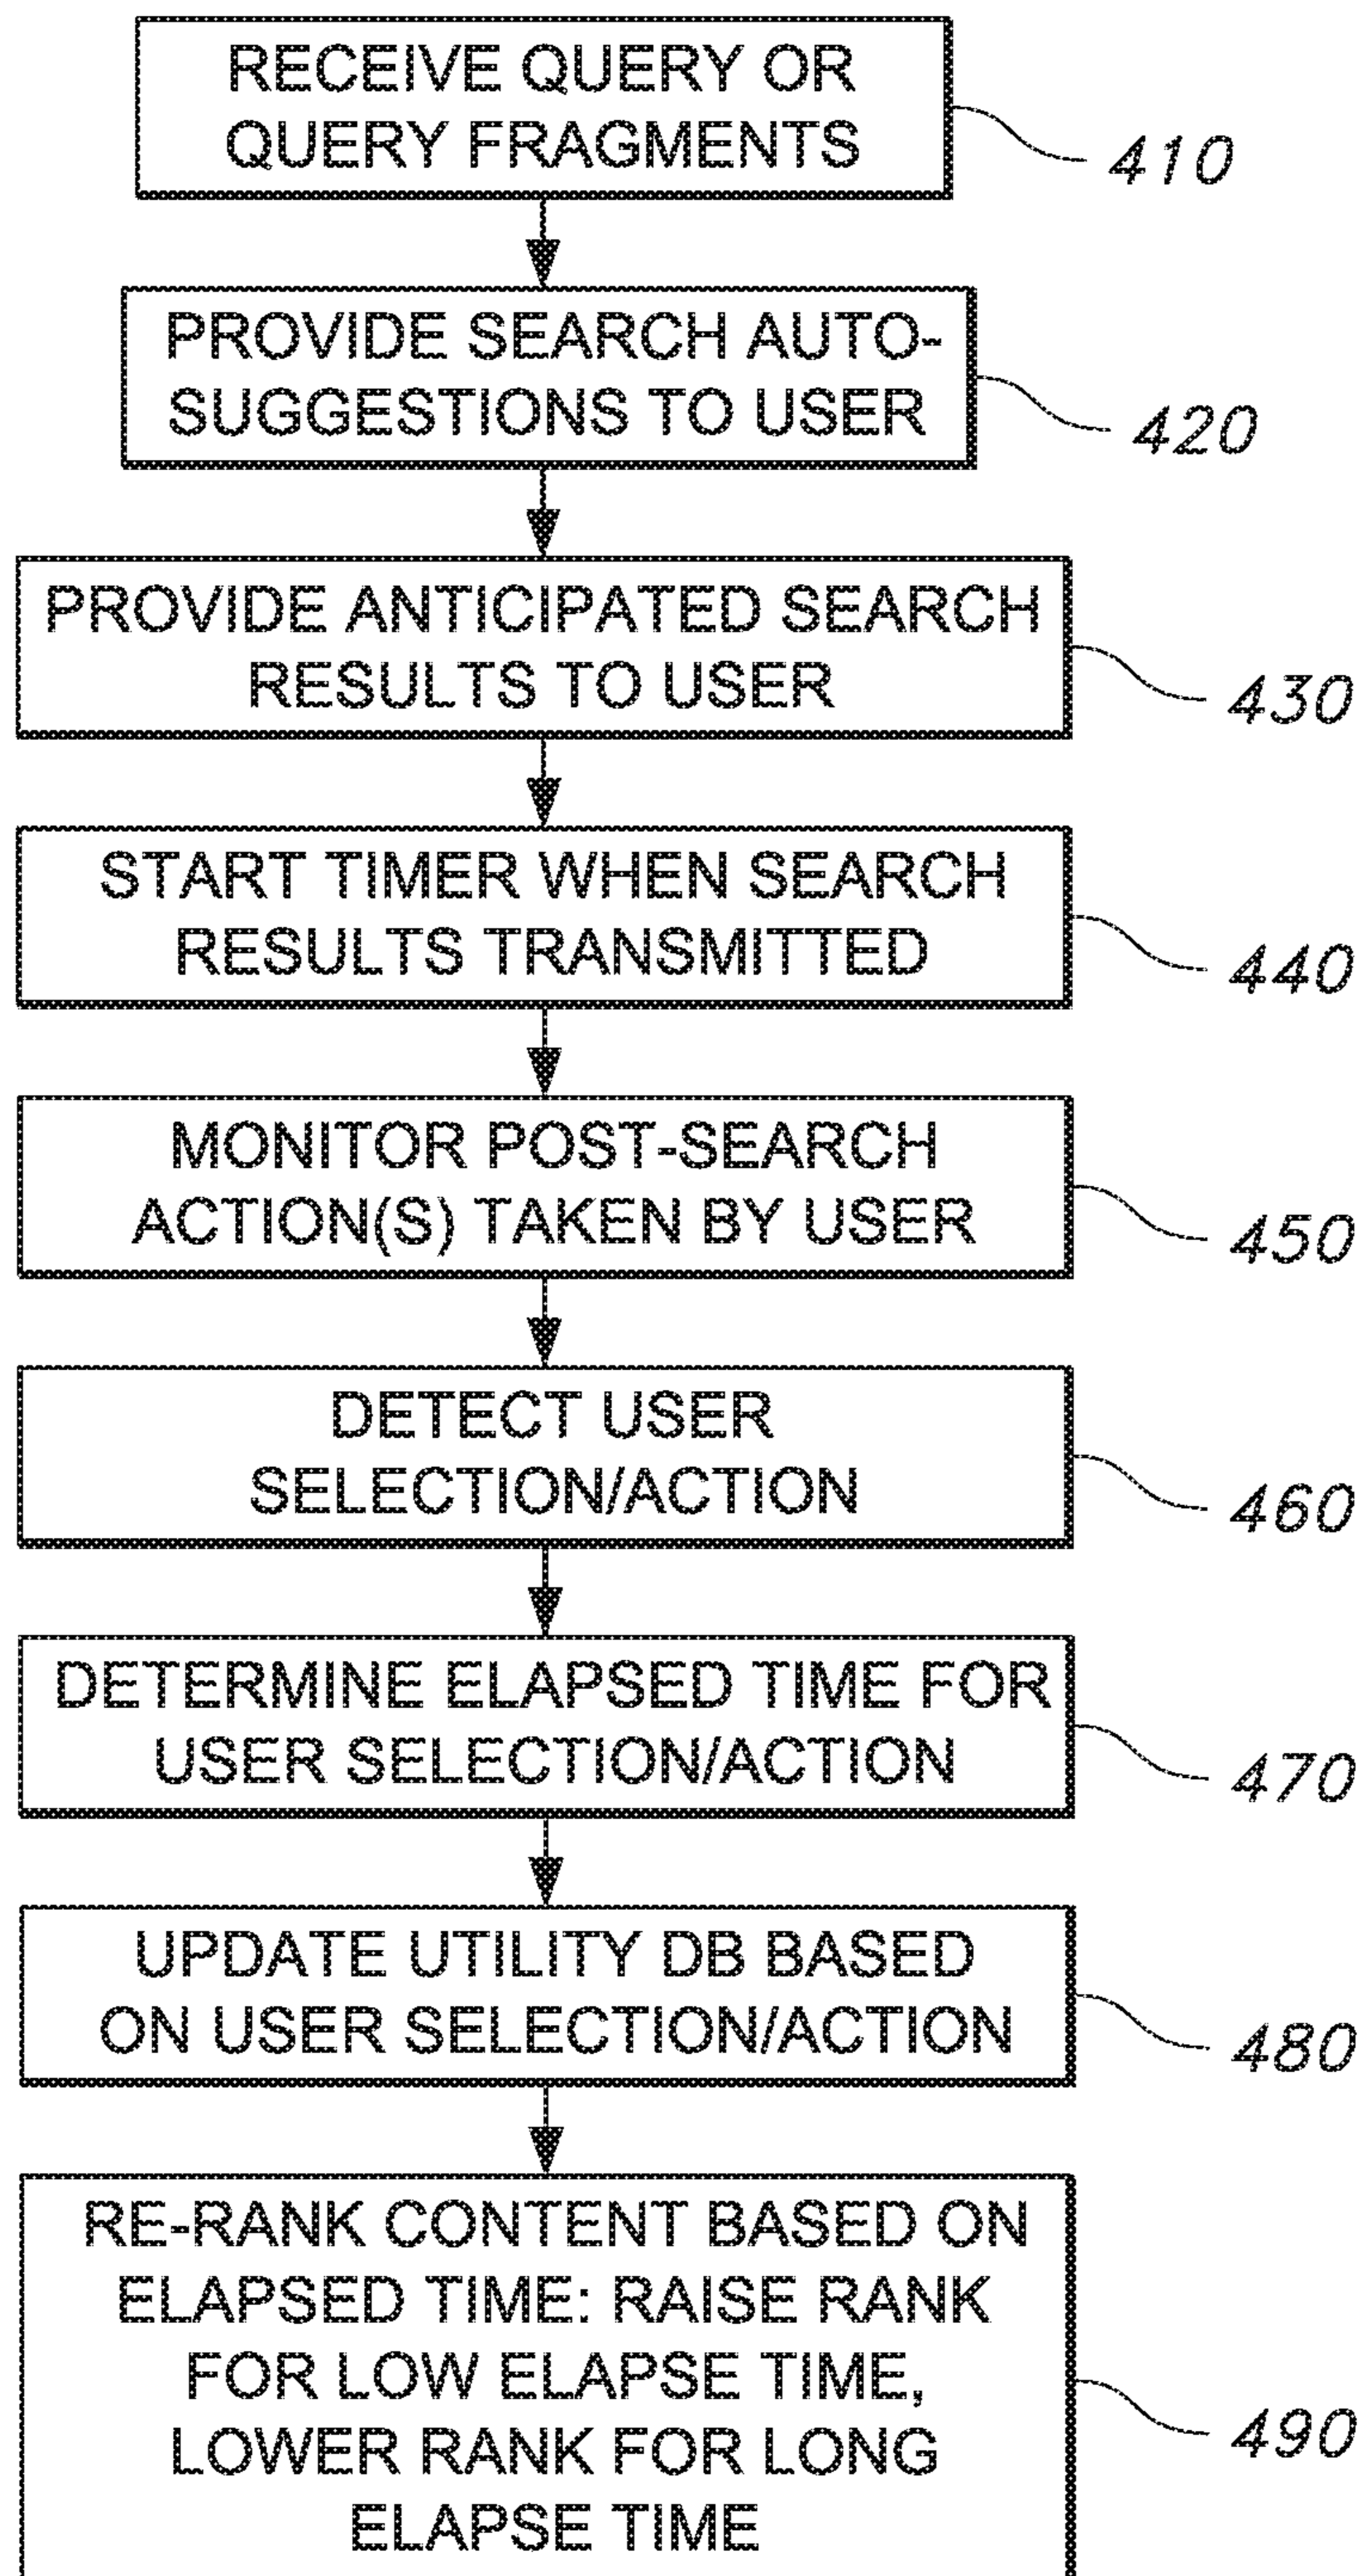 RECEIVE QUERY OR
QUERY FRAGMENTS
410
PROVIDE SEARCH AUTO-
SUGGESTIONS TO USER
420
PROVIDE ANTICIPATED SEARCH
RESULTS TO USER
430
START TIMER WHEN SEARCH
RESULTS TRANSMITTED
440
MONITOR POST-SEARCH
ACTION(S) TAKEN BY USER
450
DETECT USER
SELECTION/ACTION
460
DETERMINE ELAPSED TIME FOR
USER SELECTION/ACTION
470
UPDATE UTILITY DB BASED
ON USER SELECTION/ACTION
480
RE-RANK CONTENT BASED ON
ELAPSED TIME: RAISE RANK
FOR LOW ELAPSE TIME,
LOWER RANK FOR LONG
ELAPSE TIME
490